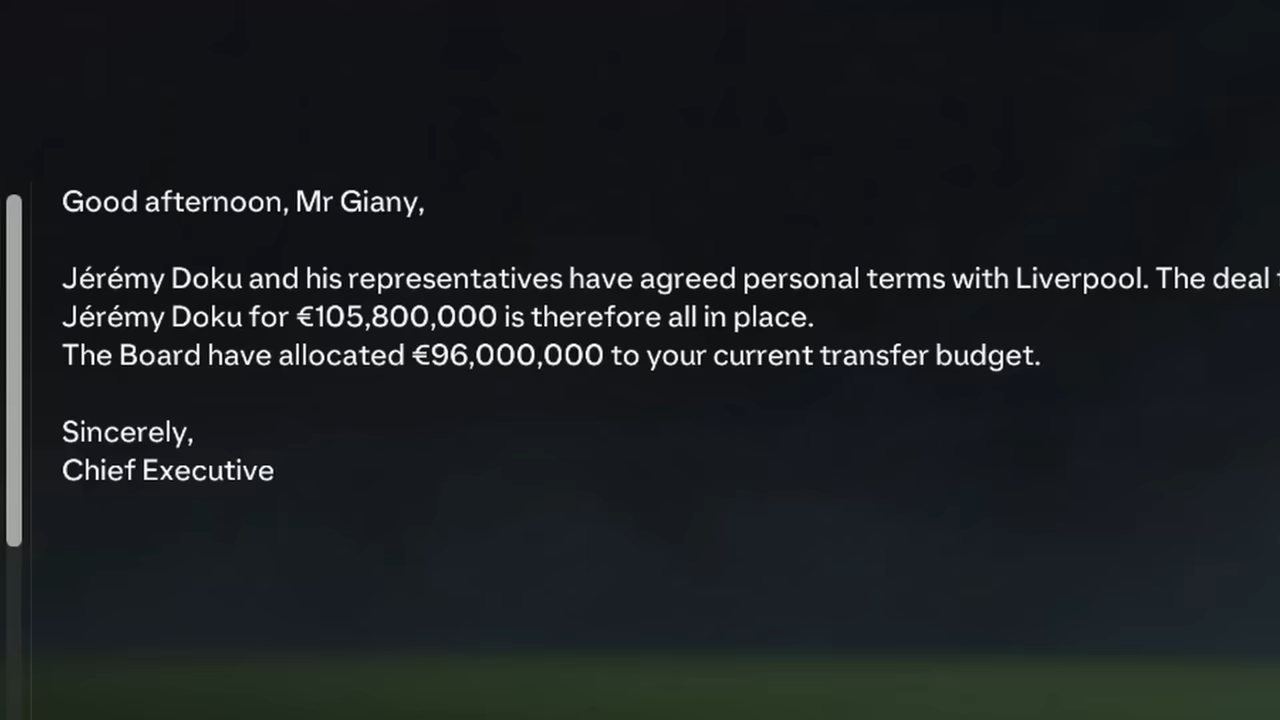 Good afternoon, Mr Giany,
Jérémy Doku and his representatives have agreed personal terms with Liverpool. The deal
Jérémy Doku for €105,800,000 is therefore all in place.
The Board have allocated €96,000,000 to your current transfer budget.
Sincerely,
Chief Executive